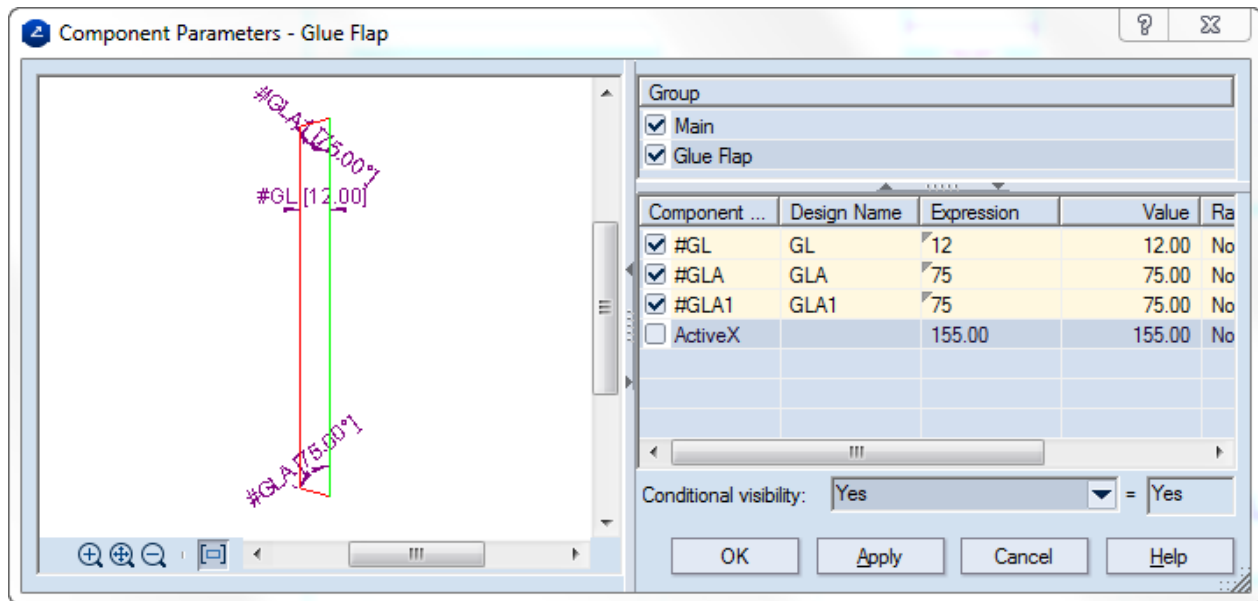 Component Parameters - Glue Flap
#GLA1 [75.00°]
#GL [12.00]
#GLA [75.00°]
Group
Main
Glue Flap
Component ... Design Name Expression Value Ra
#GL GL 12 12.00 No
#GLA GLA 75 75.00 No
#GLA1 GLA1 75 75.00 No
ActiveX 155.00 155.00 No
Conditional visibility: Yes = Yes
OK Apply Cancel Help